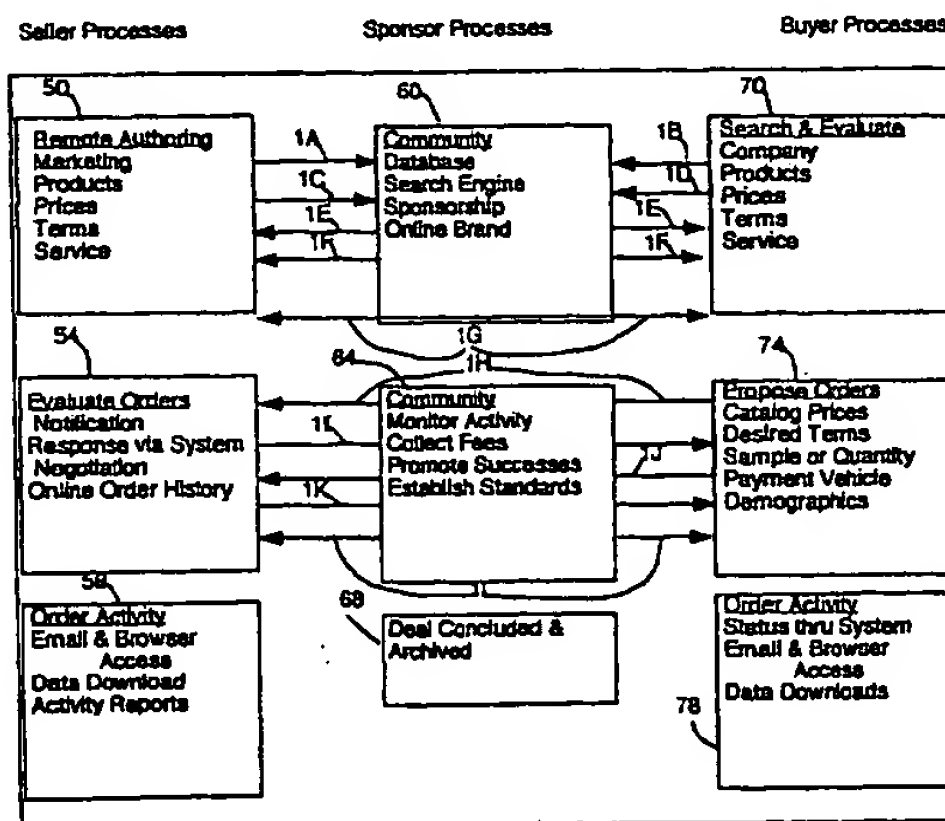 Seller Processes
Sponsor Processes
Buyer Processes
50
Remote Authoring
Marketing
Products
Prices
Terms
Service
1A
1C
1E
1F
60
Community
Database
Search Engine
Sponsorship
Online Brand
1B
1D
1E
1F
70
Search & Evaluate
Company
Products
Prices
Terms
Service
1G
1H
54
Evaluate Orders
Notification
Response via System
Negotiation
Online Order History
1I
1K
64
Community
Monitor Activity
Collect Fees
Promote Successes
Establish Standards
1J
74
Propose Orders
Catalog Prices
Desired Terms
Sample or Quantity
Payment Vehicle
Demographics
Order Activity
Email & Browser
Access
Data Download
Activity Reports
68
Deal Concluded &
Archived
78
Order Activity
Status thru System
Email & Browser
Access
Data Downloads